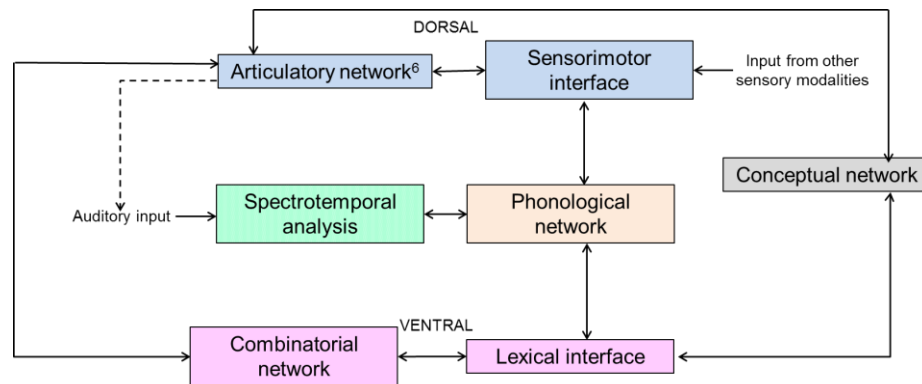 DORSAL
Articulatory network⁶
Sensorimotor
interface
Input from other
sensory modalities
Conceptual network
Auditory input
Spectrotemporal
analysis
Phonological
network
VENTRAL
Combinatorial
network
Lexical interface